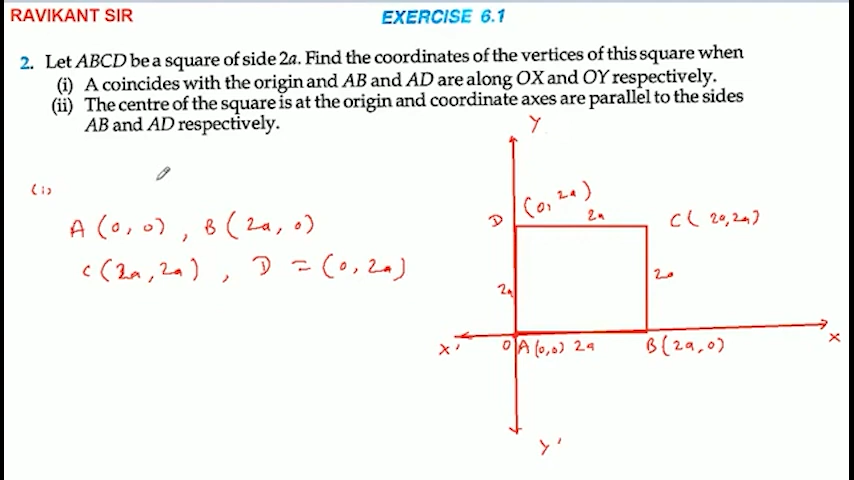 RAVIKANT SIR
EXERCISE 6.1
2. Let ABCD be a square of side 2a. Find the coordinates of the vertices of this square when
(i) A coincides with the origin and AB and AD are along OX and OY respectively.
(ii) The centre of the square is at the origin and coordinate axes are parallel to the sides
AB and AD respectively.
(i)
A (0, 0) , B (2a, 0)
C (2a, 2a) , D = (0, 2a)
Y
D (0, 2a)
2a
C ( 2a, 2a)
2a
2a
X' O A (0,0) 2a B (2a, 0) X
Y'